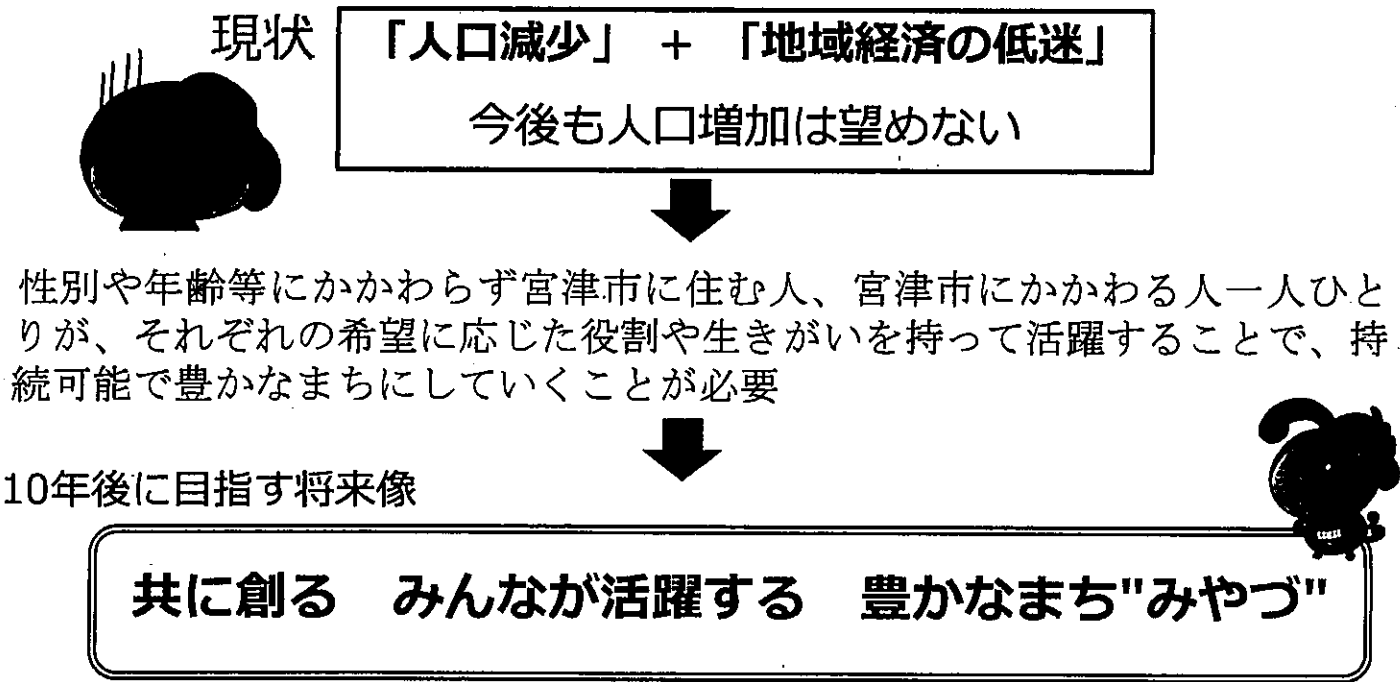 現状
「人口減少」 + 「地域経済の低迷」
今後も人口増加は望めない
性別や年齢等にかかわらず宮津市に住む人、宮津市にかかわる人一人ひと
りが、それぞれの希望に応じた役割や生きがいを持って活躍することで、持
続可能で豊かなまちにしていくことが必要
10年後に目指す将来像
共に創る　みんなが活躍する　豊かなまち"みやづ"